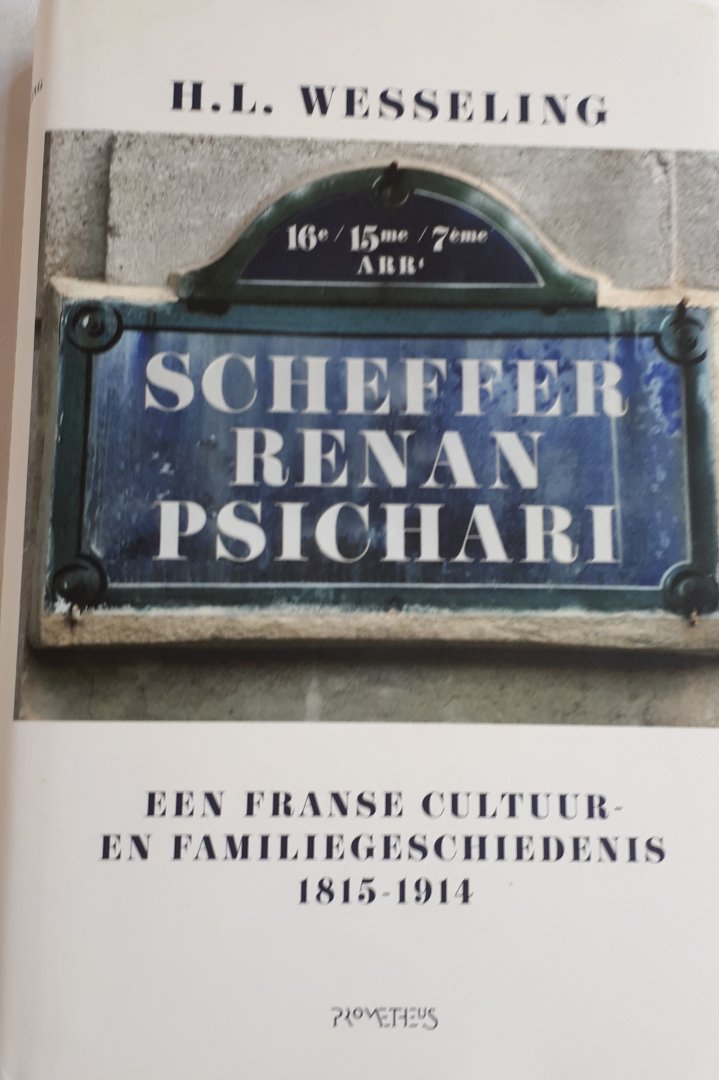 H.L. WESSELING
16e / 15me / 7ème
ARRt
SCHEFFER
RENAN
PSICHARI
EEN FRANSE CULTUUR-
EN FAMILIEGESCHIEDENIS
1815-1914
PROMETHEUS